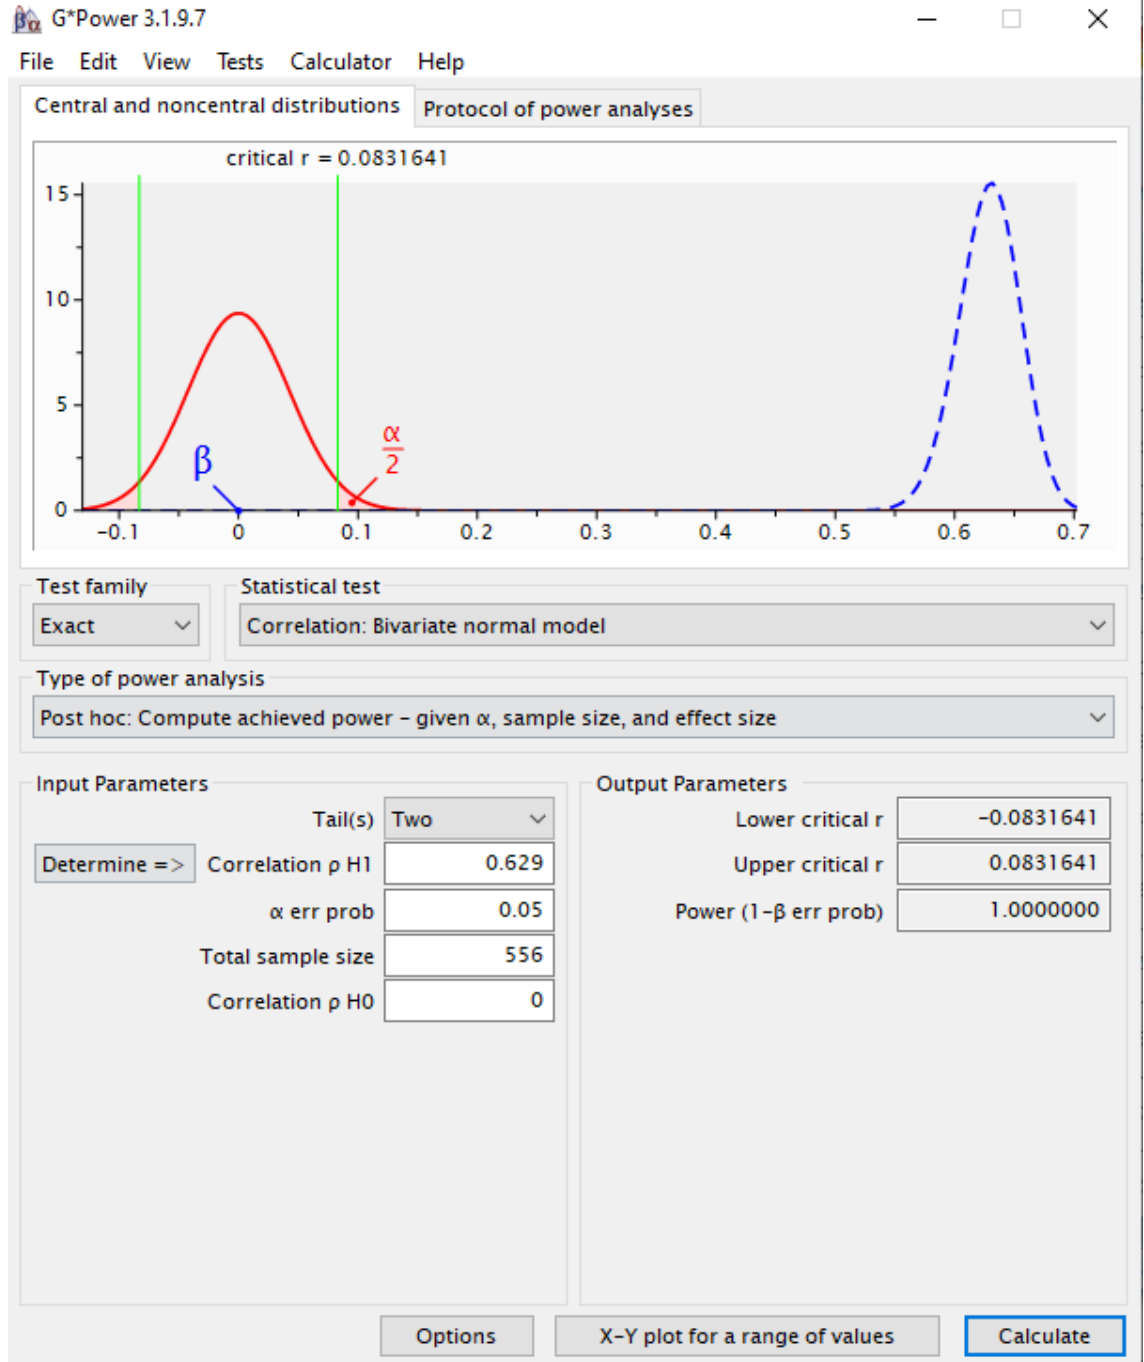 G*Power 3.1.9.7
File Edit View Tests Calculator Help
Central and noncentral distributions
Protocol of power analyses
critical r = 0.0831641
15
10
5
0
β
α
2
-0.1 0 0.1 0.2 0.3 0.4 0.5 0.6 0.7
Test family
Statistical test
Exact
Correlation: Bivariate normal model
Type of power analysis
Post hoc: Compute achieved power - given α, sample size, and effect size
Input Parameters
Tail(s) Two
Determine => Correlation ρ H1 0.629
α err prob 0.05
Total sample size 556
Correlation ρ H0 0
Output Parameters
Lower critical r -0.0831641
Upper critical r 0.0831641
Power (1-β err prob) 1.0000000
Options
X-Y plot for a range of values
Calculate